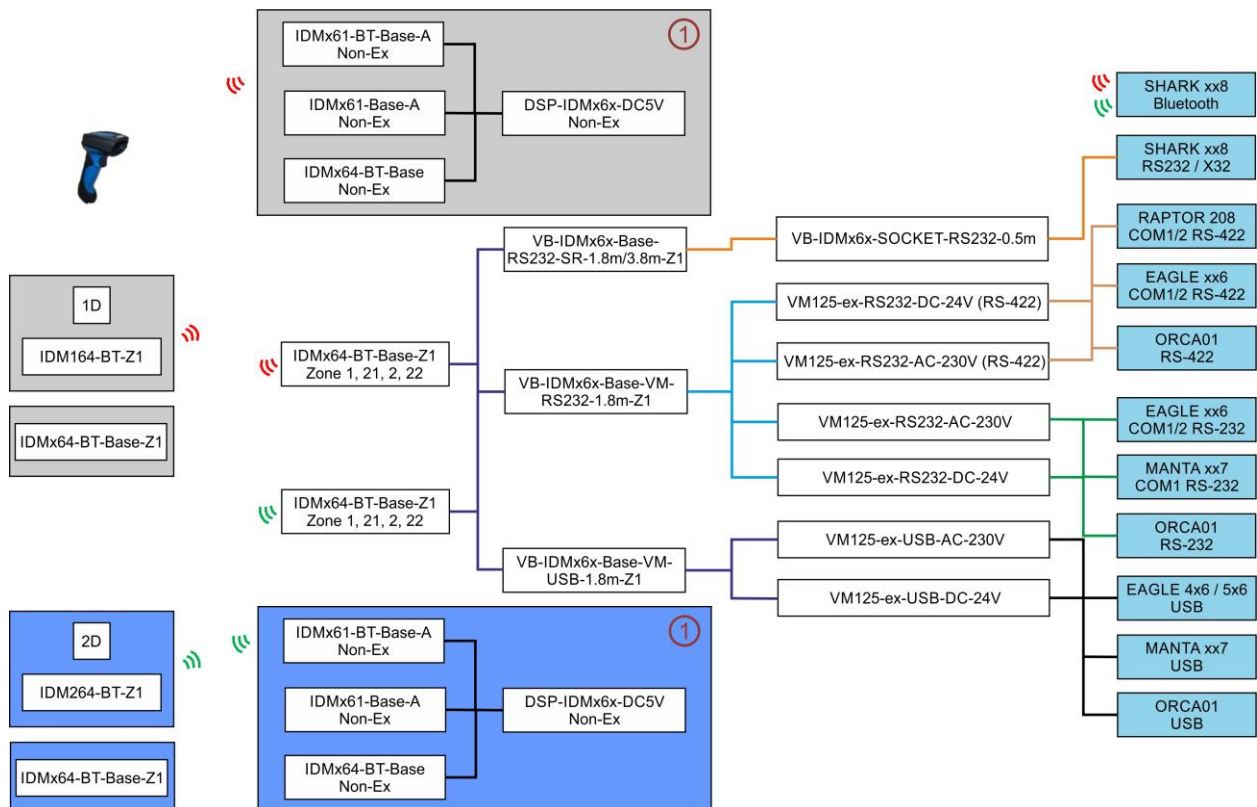 IDMx61-BT-Base-A
Non-Ex
1
IDMx61-Base-A
Non-Ex
DSP-IDMx6x-DC5V
Non-Ex
IDMx64-BT-Base
Non-Ex
SHARK xx8
Bluetooth
SHARK xx8
RS232 / X32
RAPTOR 208
COM1/2 RS-422
EAGLE xx6
COM1/2 RS-422
ORCA01
RS-422
EAGLE xx6
COM1/2 RS-232
MANTA xx7
COM1 RS-232
ORCA01
RS-232
EAGLE 4x6 / 5x6
USB
MANTA xx7
USB
ORCA01
USB
VB-IDMx6x-Base-
RS232-SR-1.8m/3.8m-Z1
VB-IDMx6x-SOCKET-RS232-0.5m
VM125-ex-RS232-DC-24V (RS-422)
VM125-ex-RS232-AC-230V (RS-422)
VM125-ex-RS232-AC-230V
VM125-ex-RS232-DC-24V
VM125-ex-USB-AC-230V
VM125-ex-USB-DC-24V
1D
IDM164-BT-Z1
IDMx64-BT-Base-Z1
IDMx64-BT-Base-Z1
Zone 1, 21, 2, 22
VB-IDMx6x-Base-VM-
RS232-1.8m-Z1
IDMx64-BT-Base-Z1
Zone 1, 21, 2, 22
VB-IDMx6x-Base-VM-
USB-1.8m-Z1
2D
IDM264-BT-Z1
IDMx64-BT-Base-Z1
IDMx61-BT-Base-A
Non-Ex
1
IDMx61-Base-A
Non-Ex
DSP-IDMx6x-DC5V
Non-Ex
IDMx64-BT-Base
Non-Ex